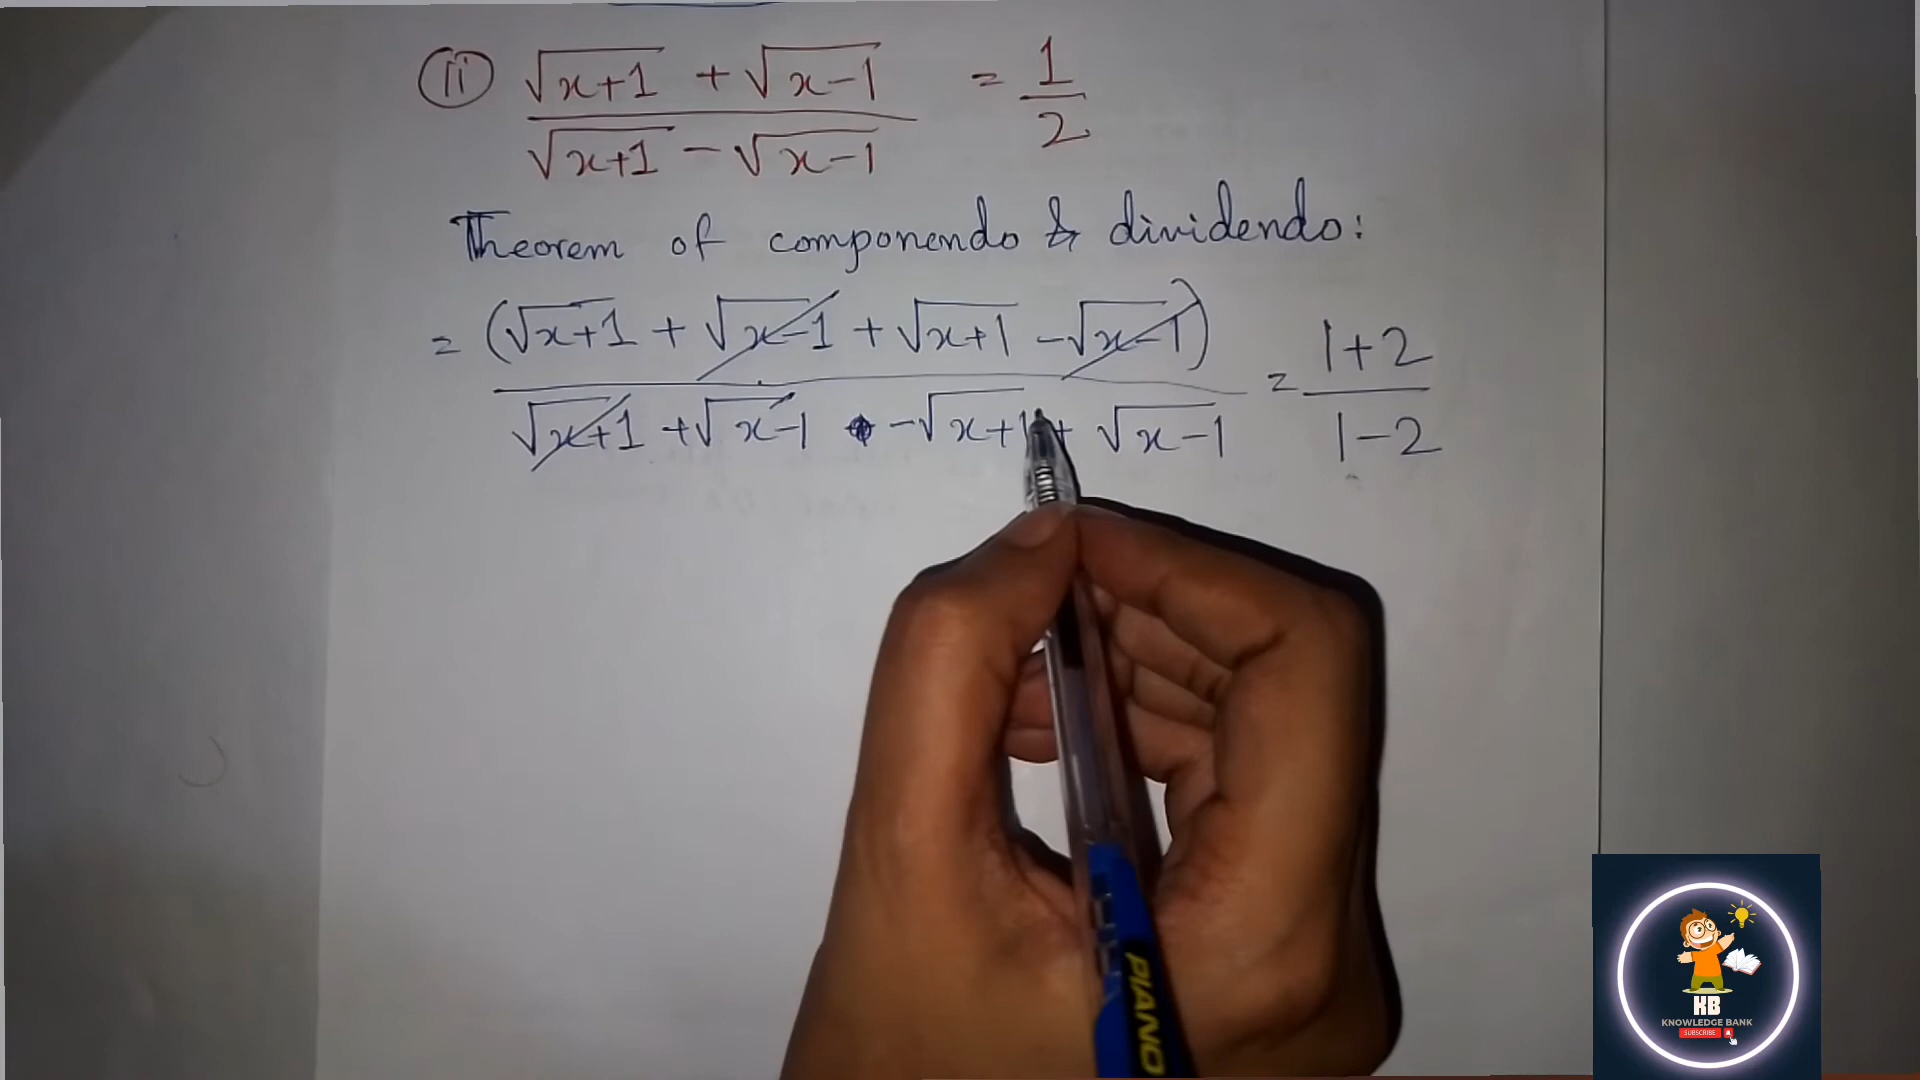 (ii) √x+1 + √x-1 = 1
√x+1 - √x-1 2
Theorem of componendo & dividendo:
= (√x+1 + √x-1 + √x+1 - √x-1) = 1+2
√x+1 + √x-1 - √x+1 + √x-1 1-2
PIANO
KB
KNOWLEDGE BANK
SUBSCRIBE